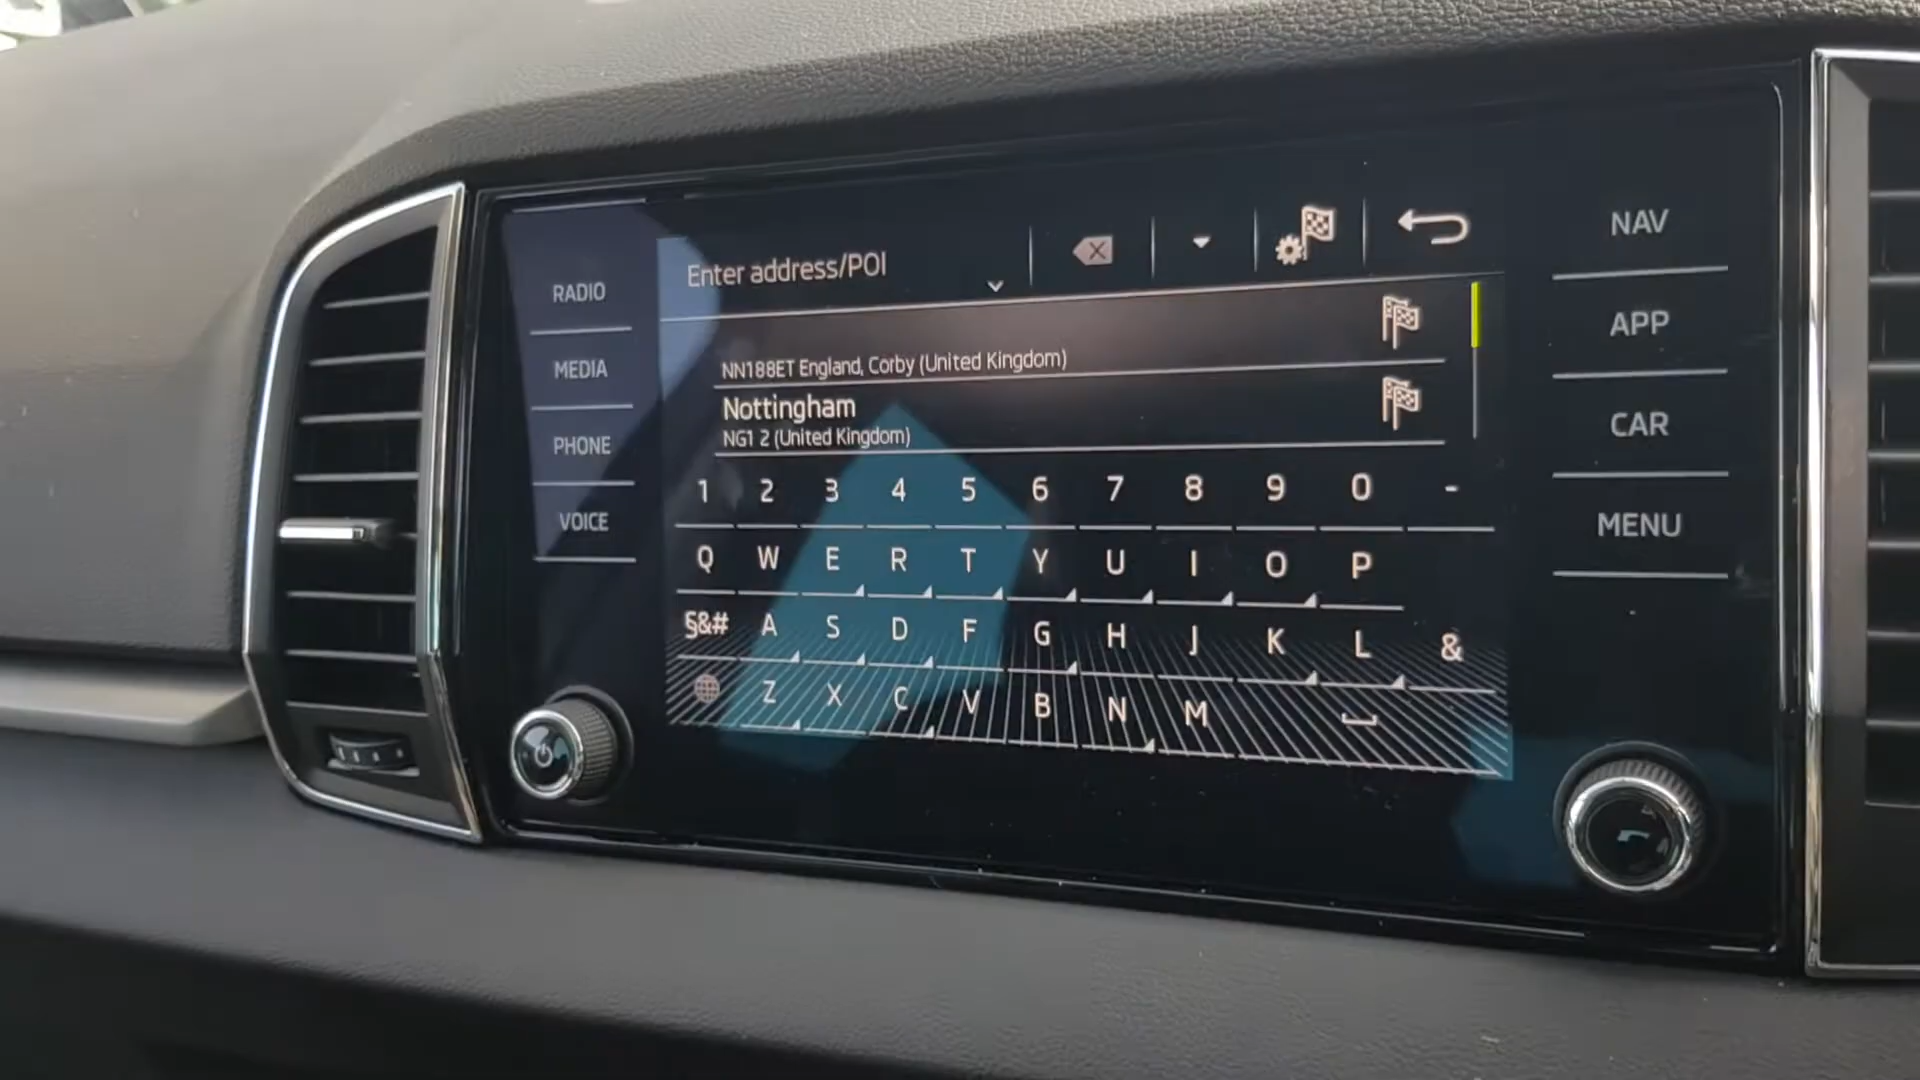 Enter address/POI
NN188ET England, Corby (United Kingdom)
Nottingham
NG1 2 (United Kingdom)
1 2 3 4 5 6 7 8 9 0 -
Q W E R T Y U I O P
§&# A S D F G H J K L &
Z X C V B N M
RADIO
MEDIA
PHONE
VOICE
NAV
APP
CAR
MENU